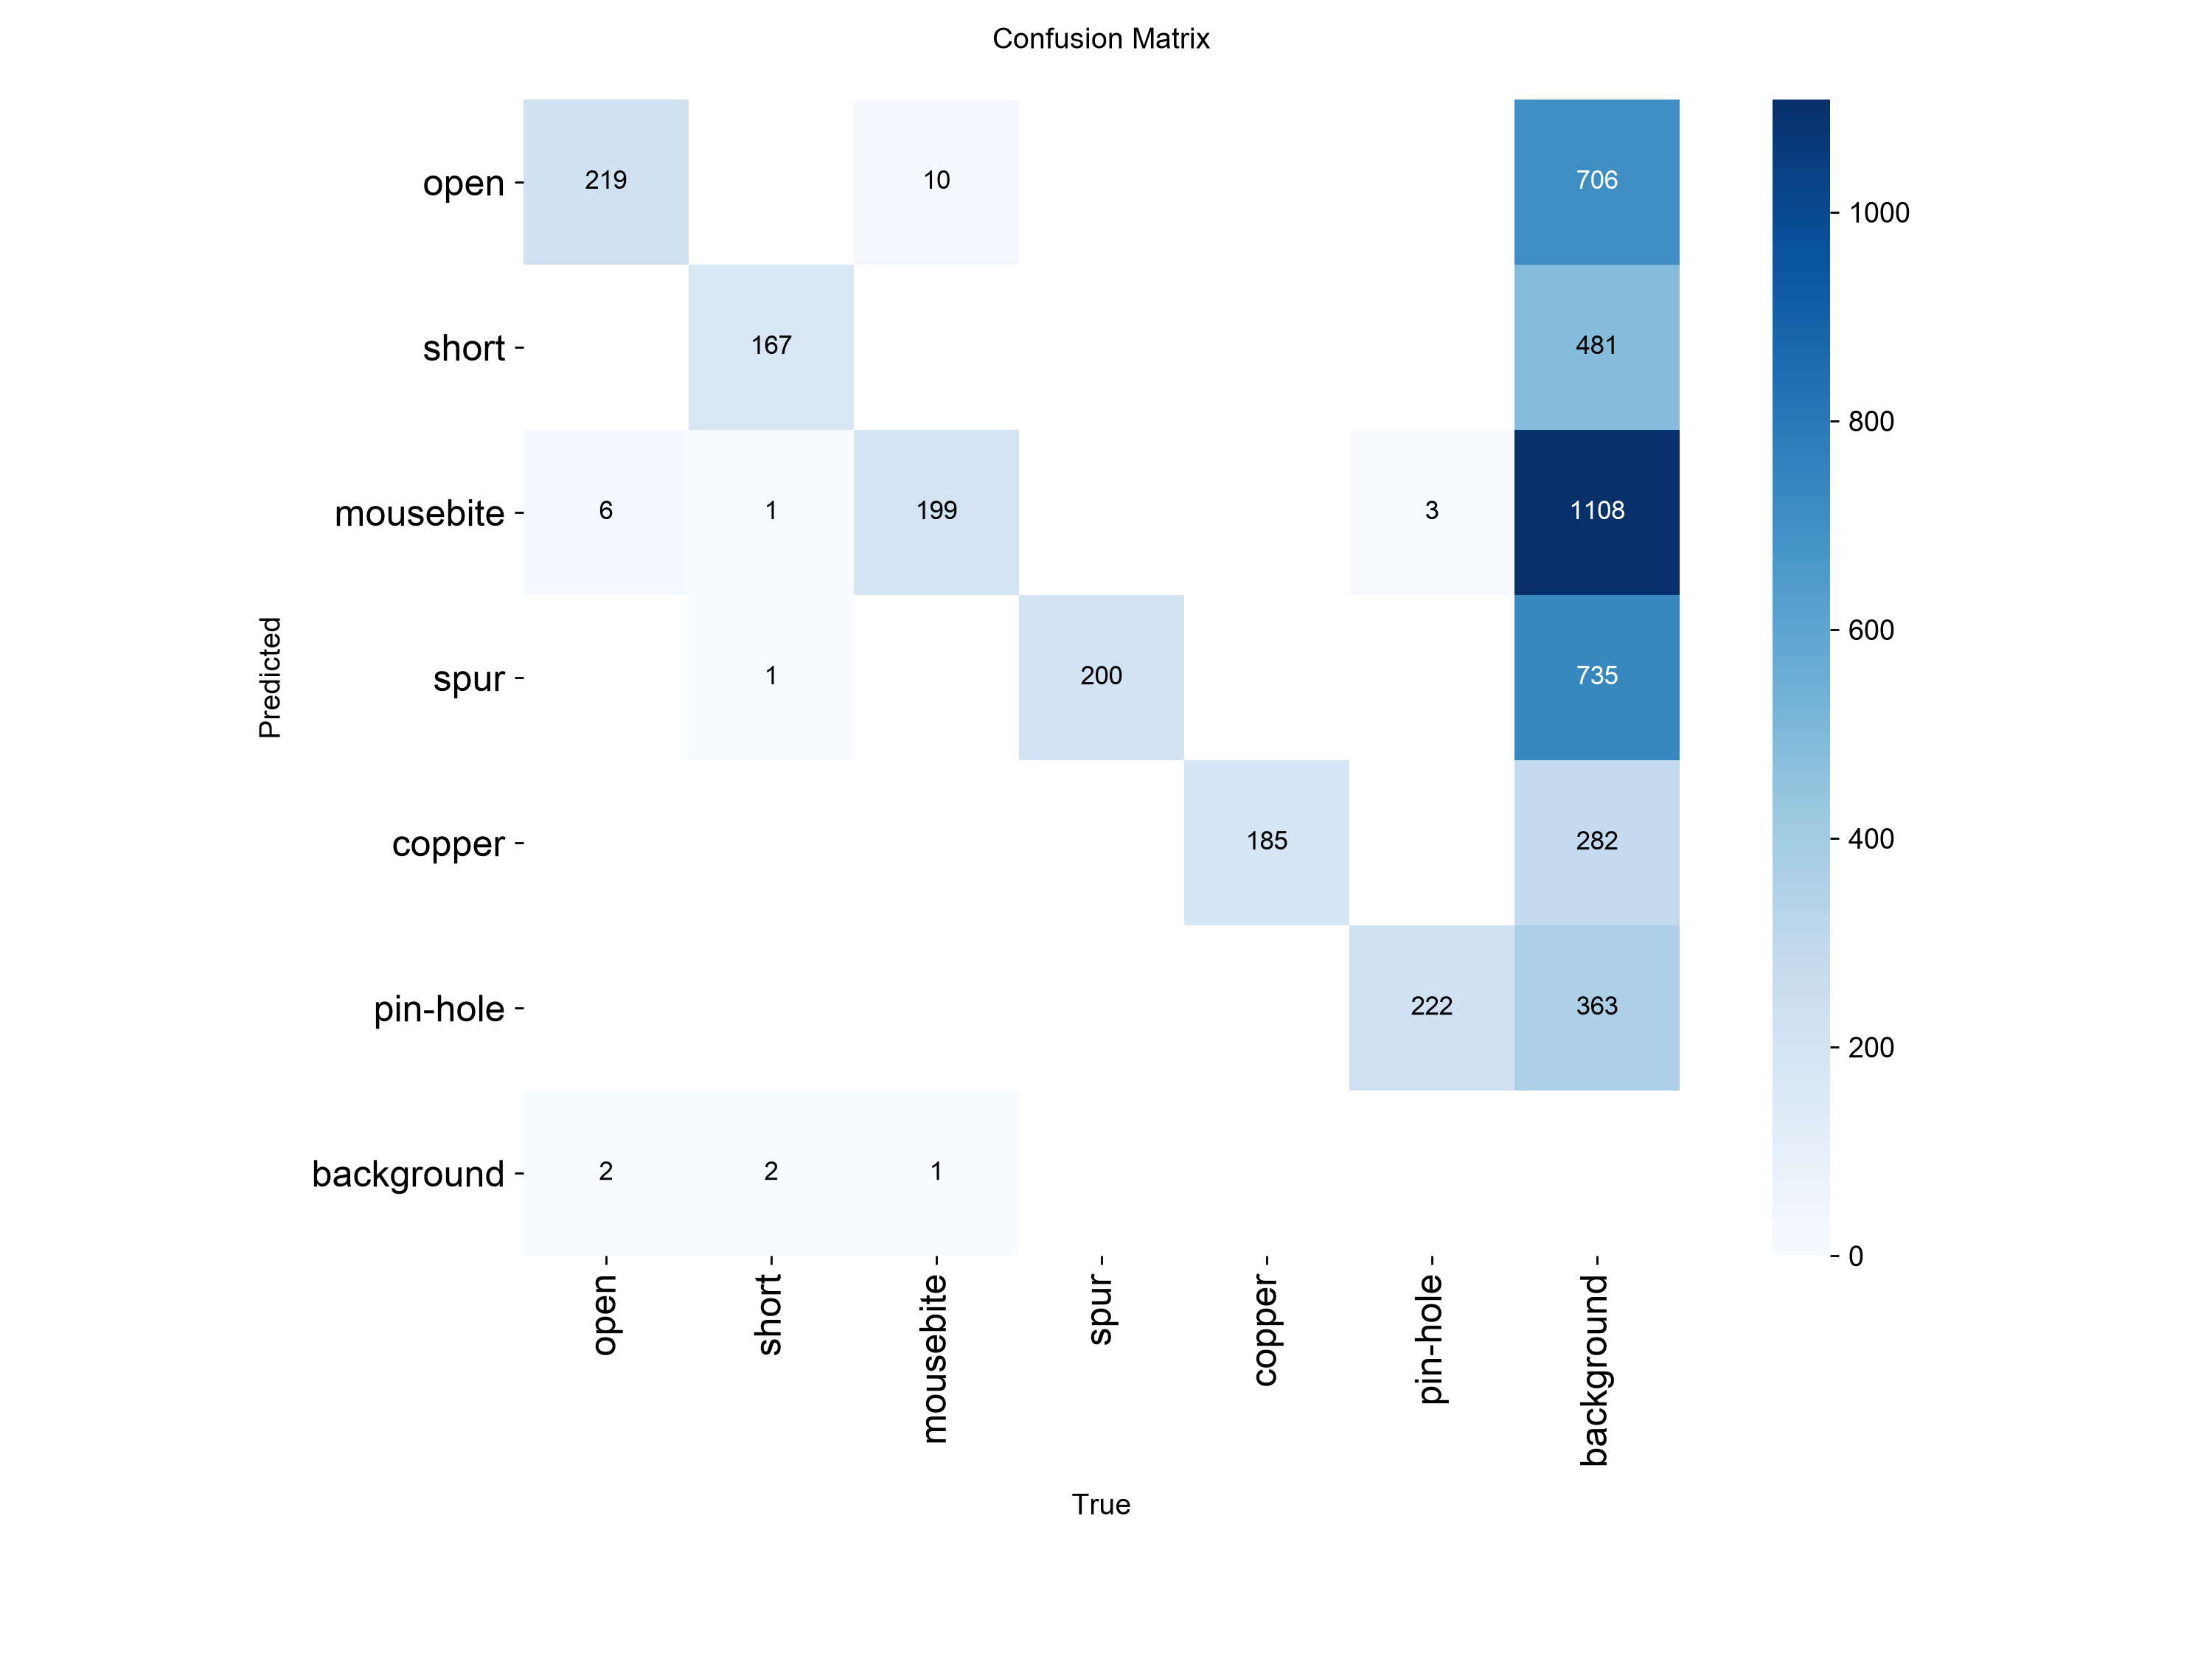 Confusion Matrix
open
219
10
706
short
167
481
mousebite
6
1
199
3
1108
spur
1
200
735
copper
185
282
pin-hole
222
363
background
2
2
1
open
short
mousebite
spur
copper
pin-hole
background
True
Predicted
1000
800
600
400
200
0